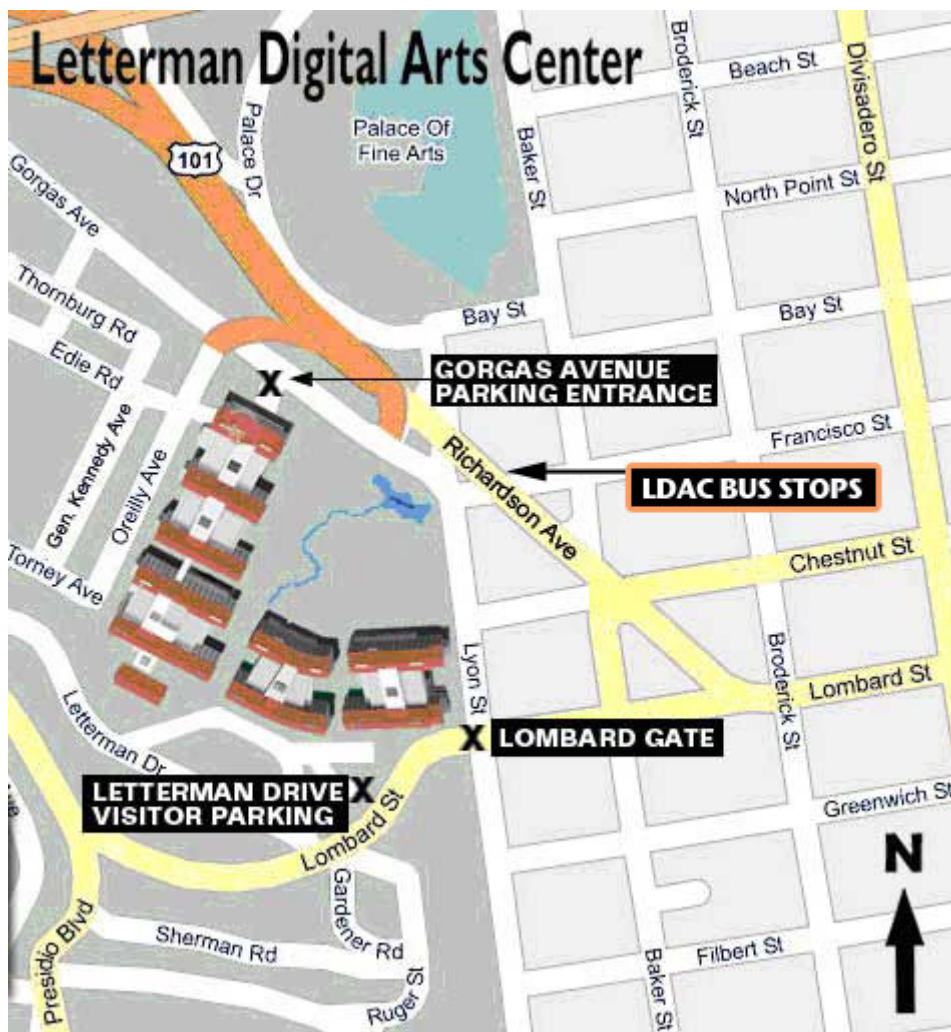 Letterman Digital Arts Center
Broderick St
Beach St
Divisadero St
Palace Dr
Palace Of
Fine Arts
Baker St
101
Gorgas Ave
North Point St
Thornburg Rd
Bay St
Bay St
Edie Rd
GORGAS AVENUE
PARKING ENTRANCE
X
Francisco St
Gen. Kennedy Ave
Oreilly Ave
Richardson Ave
LDAC BUS STOPS
Torney Ave
Chestnut St
Lyon St
Broderick St
Lombard St
Letterman Dr
X
LOMBARD GATE
LETTERMAN DRIVE
VISITOR PARKING
X
Lombard St
Greenwich St
N
Gardener Rd
Presidio Blvd
Sherman Rd
Filbert St
Baker St
Ruger St